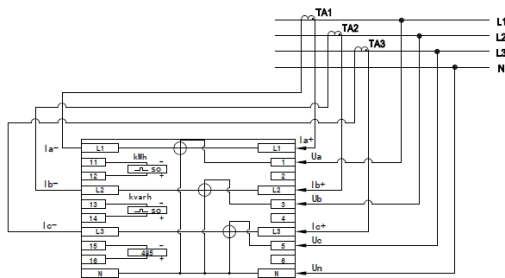 TA1
L1
TA2
L2
TA3
L3
N
Ia- L1 L1 Ia+
11 kWh - 1 Ua
12 SO + 2
Ib- L2 L2 Ib+
13 kvarh - 3 Ub
14 SO + 4
Ic- L3 L3 Ic+
15 - 5 Uc
16 485 + 6
N N Un